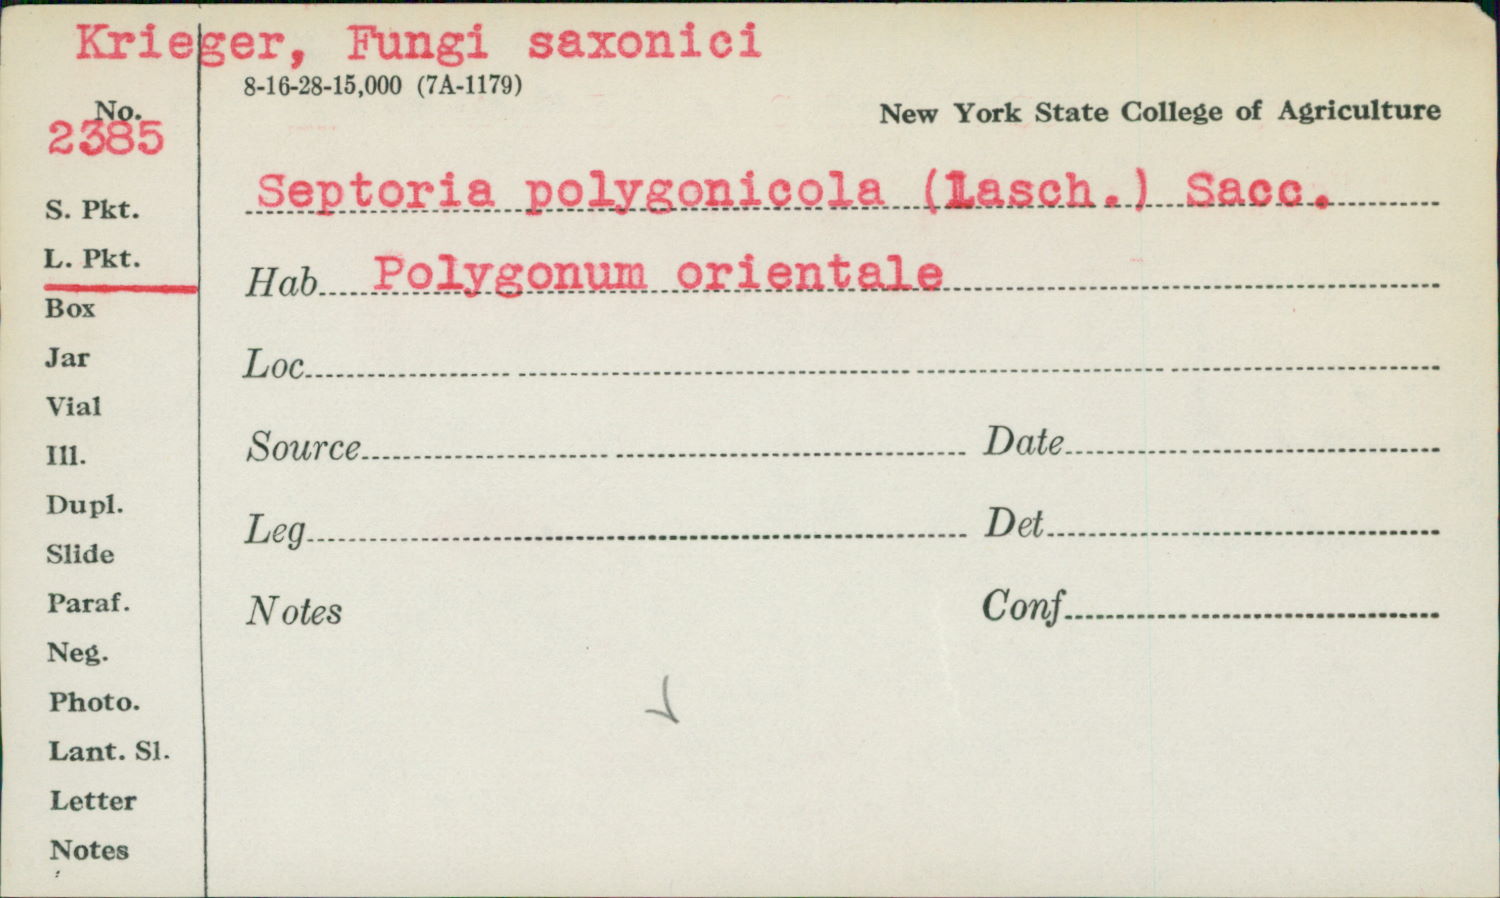 Krieger, Fungi saxonici
8-16-28-15,000 (7A-1179)
No.
2385
New York State College of Agriculture
Septoria polygonicola (Lasch.) Sacc.
S. Pkt.
L. Pkt.
Hab. Polygonum orientale
Box
Jar
Loc.
Vial
Ill.
Source
Date
Dupl.
Slide
Leg.
Det.
Paraf.
Notes
Conf.
Neg.
Photo.
Lant. Sl.
Letter
Notes